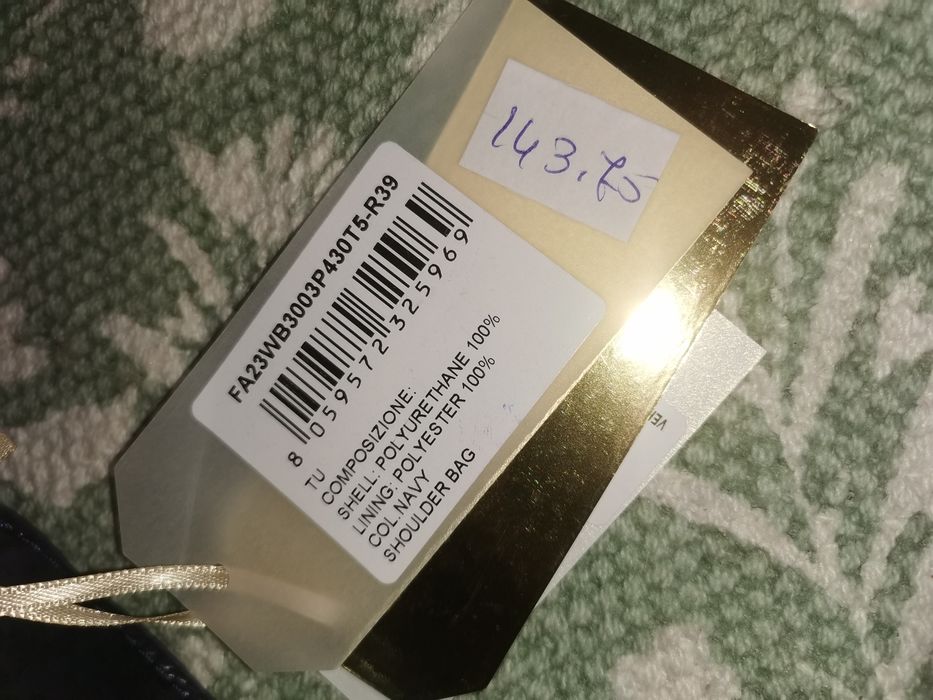 143.75
FA23WB3003P430T5-R39
8 059572 325969
TU
COMPOSIZIONE:
SHELL: POLYURETHANE 100%
LINING: POLYESTER 100%
COL.NAVY
SHOULDER BAG